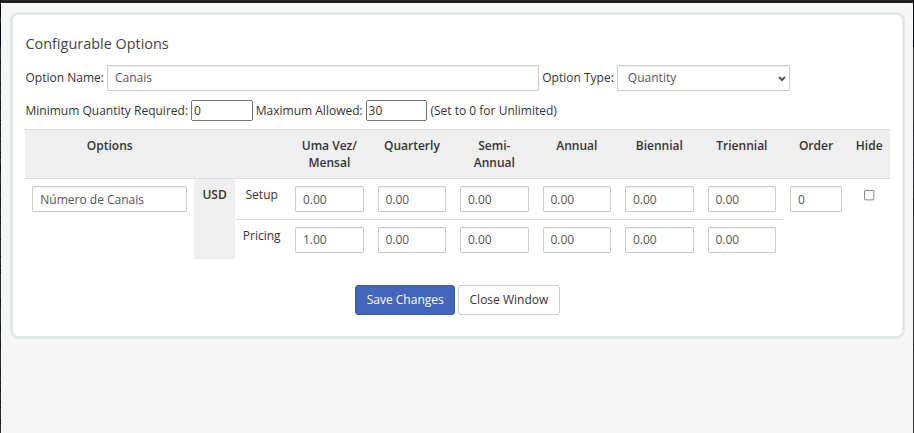 Configurable Options
Option Name: Canais Option Type: Quantity
Minimum Quantity Required: 0 Maximum Allowed: 30 (Set to 0 for Unlimited)
Options Uma Vez/ Mensal Quarterly Semi-Annual Annual Biennial Triennial Order Hide
Número de Canais USD Setup 0.00 0.00 0.00 0.00 0.00 0.00 0
Pricing 1.00 0.00 0.00 0.00 0.00 0.00
Save Changes Close Window